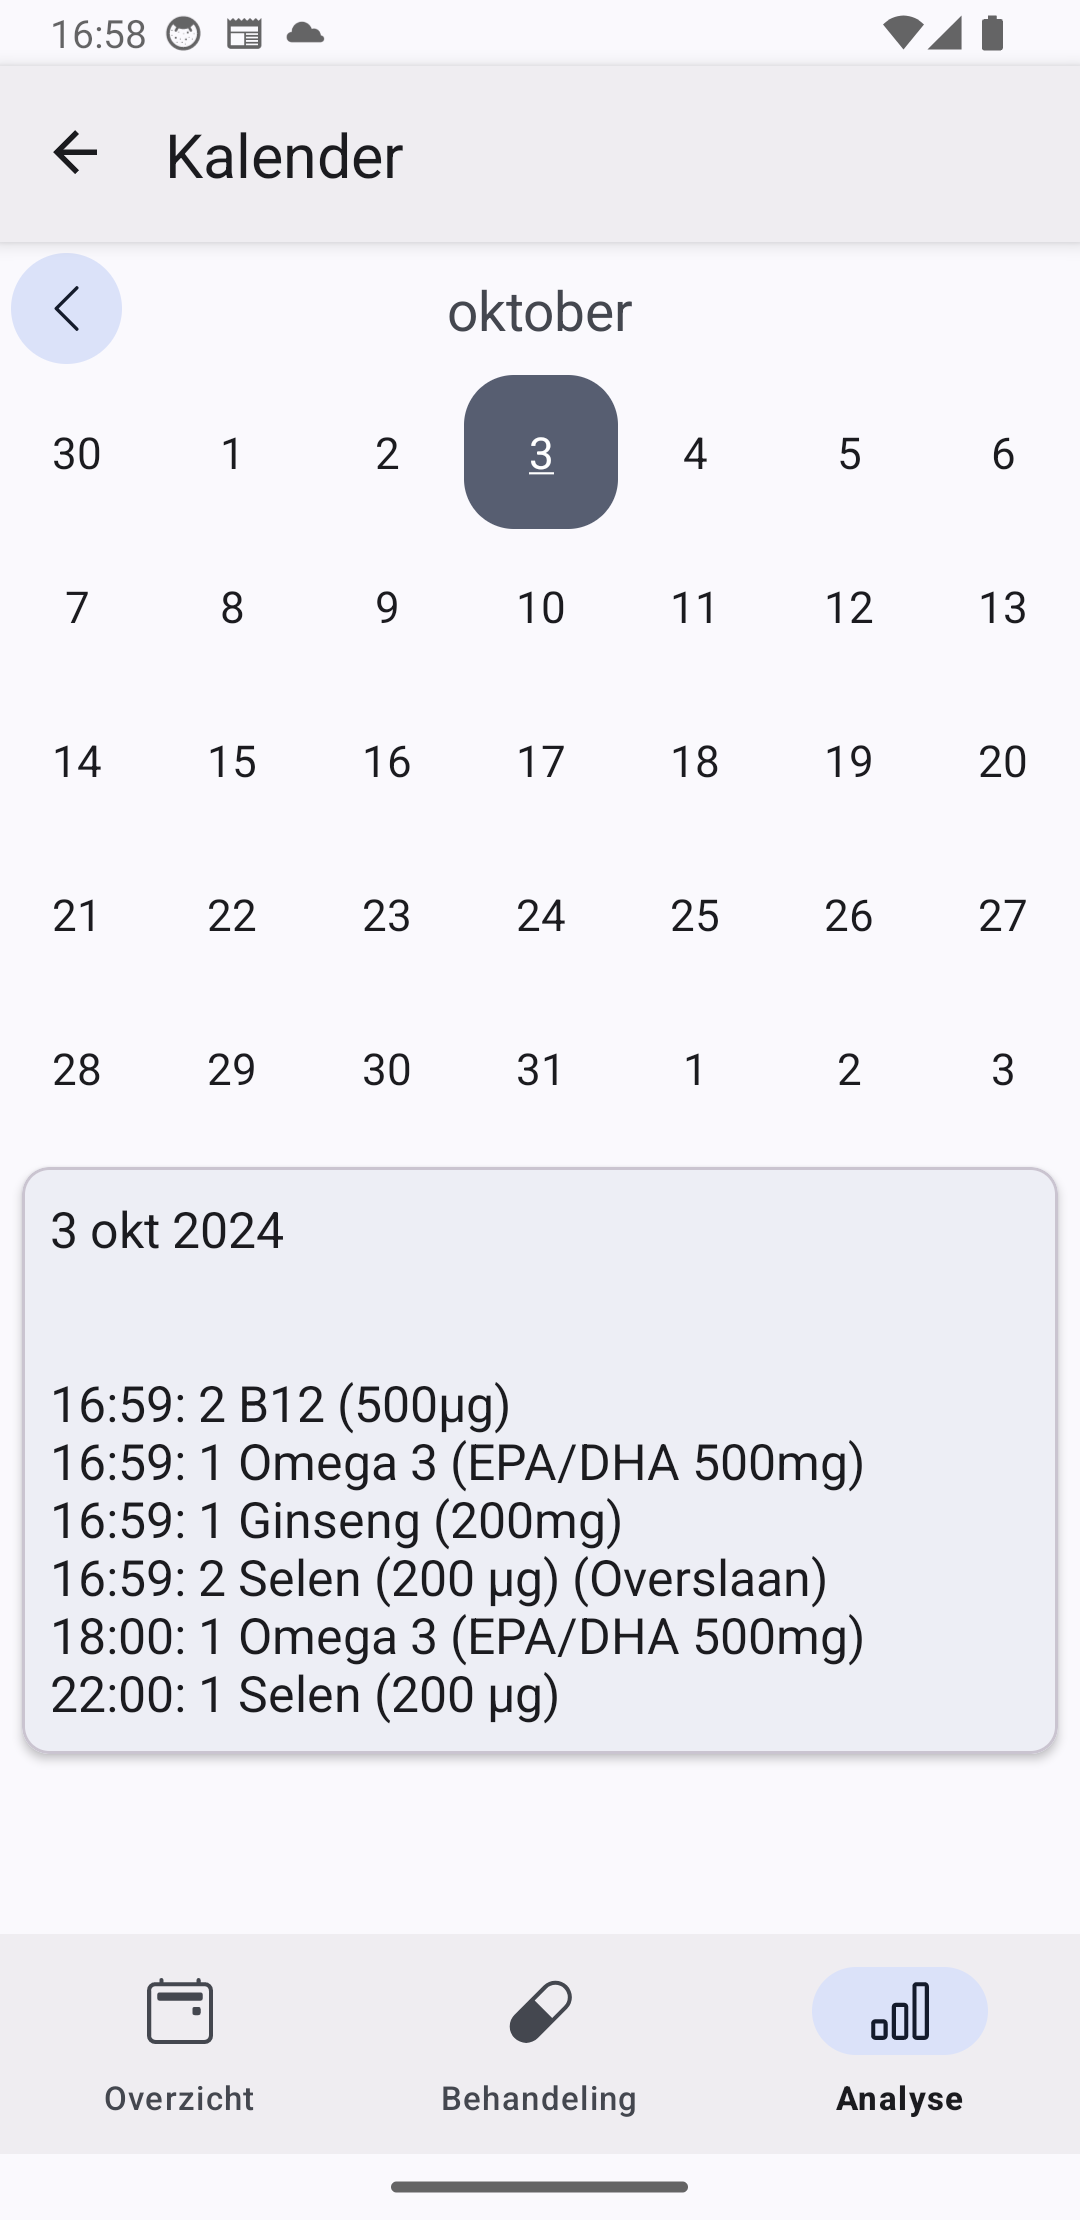 16:58
Kalender
oktober
30 1 2 3 4 5 6
7 8 9 10 11 12 13
14 15 16 17 18 19 20
21 22 23 24 25 26 27
28 29 30 31 1 2 3
3 okt 2024
16:59: 2 B12 (500µg)
16:59: 1 Omega 3 (EPA/DHA 500mg)
16:59: 1 Ginseng (200mg)
16:59: 2 Selen (200 µg) (Overslaan)
18:00: 1 Omega 3 (EPA/DHA 500mg)
22:00: 1 Selen (200 µg)
Overzicht Behandeling Analyse